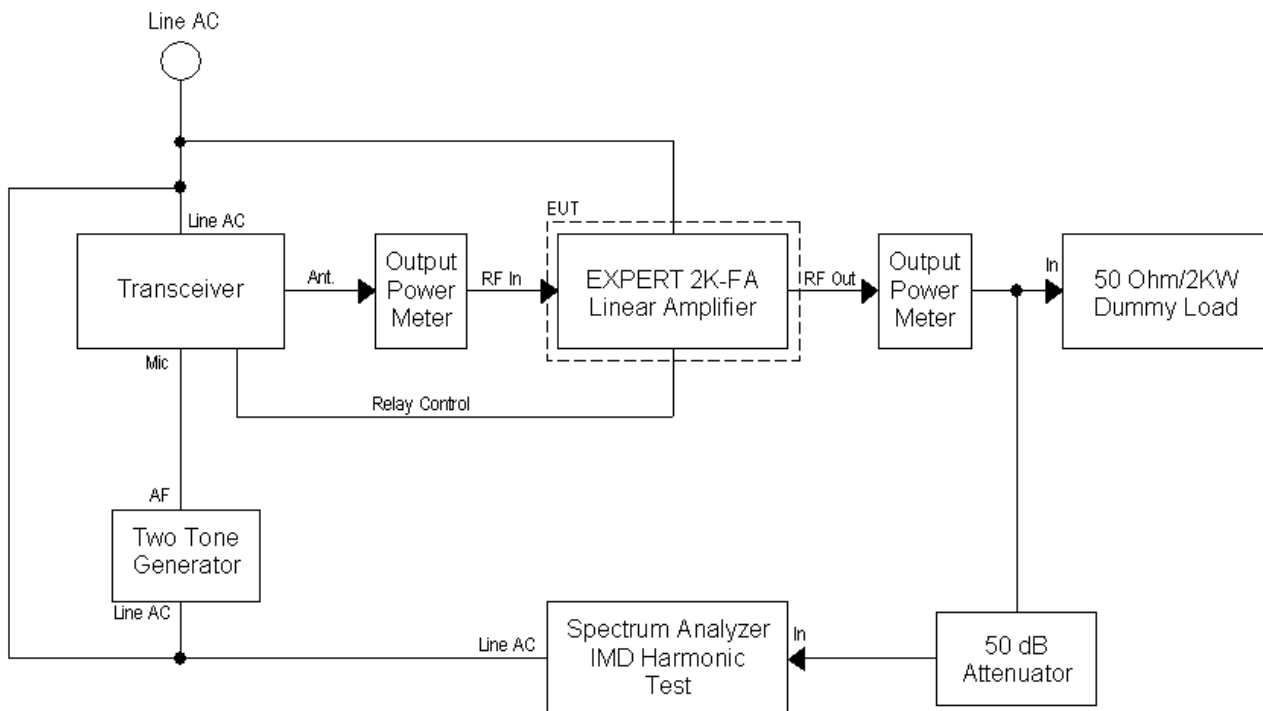 Line AC
EUT
Line AC
Transceiver
Ant.
Output
Power
Meter
RF In
EXPERT 2K-FA
Linear Amplifier
RF Out
Output
Power
Meter
In
50 Ohm/2KW
Dummy Load
Mic
Relay Control
AF
Two Tone
Generator
Line AC
Line AC
Spectrum Analyzer
IMD Harmonic
Test
In
50 dB
Attenuator